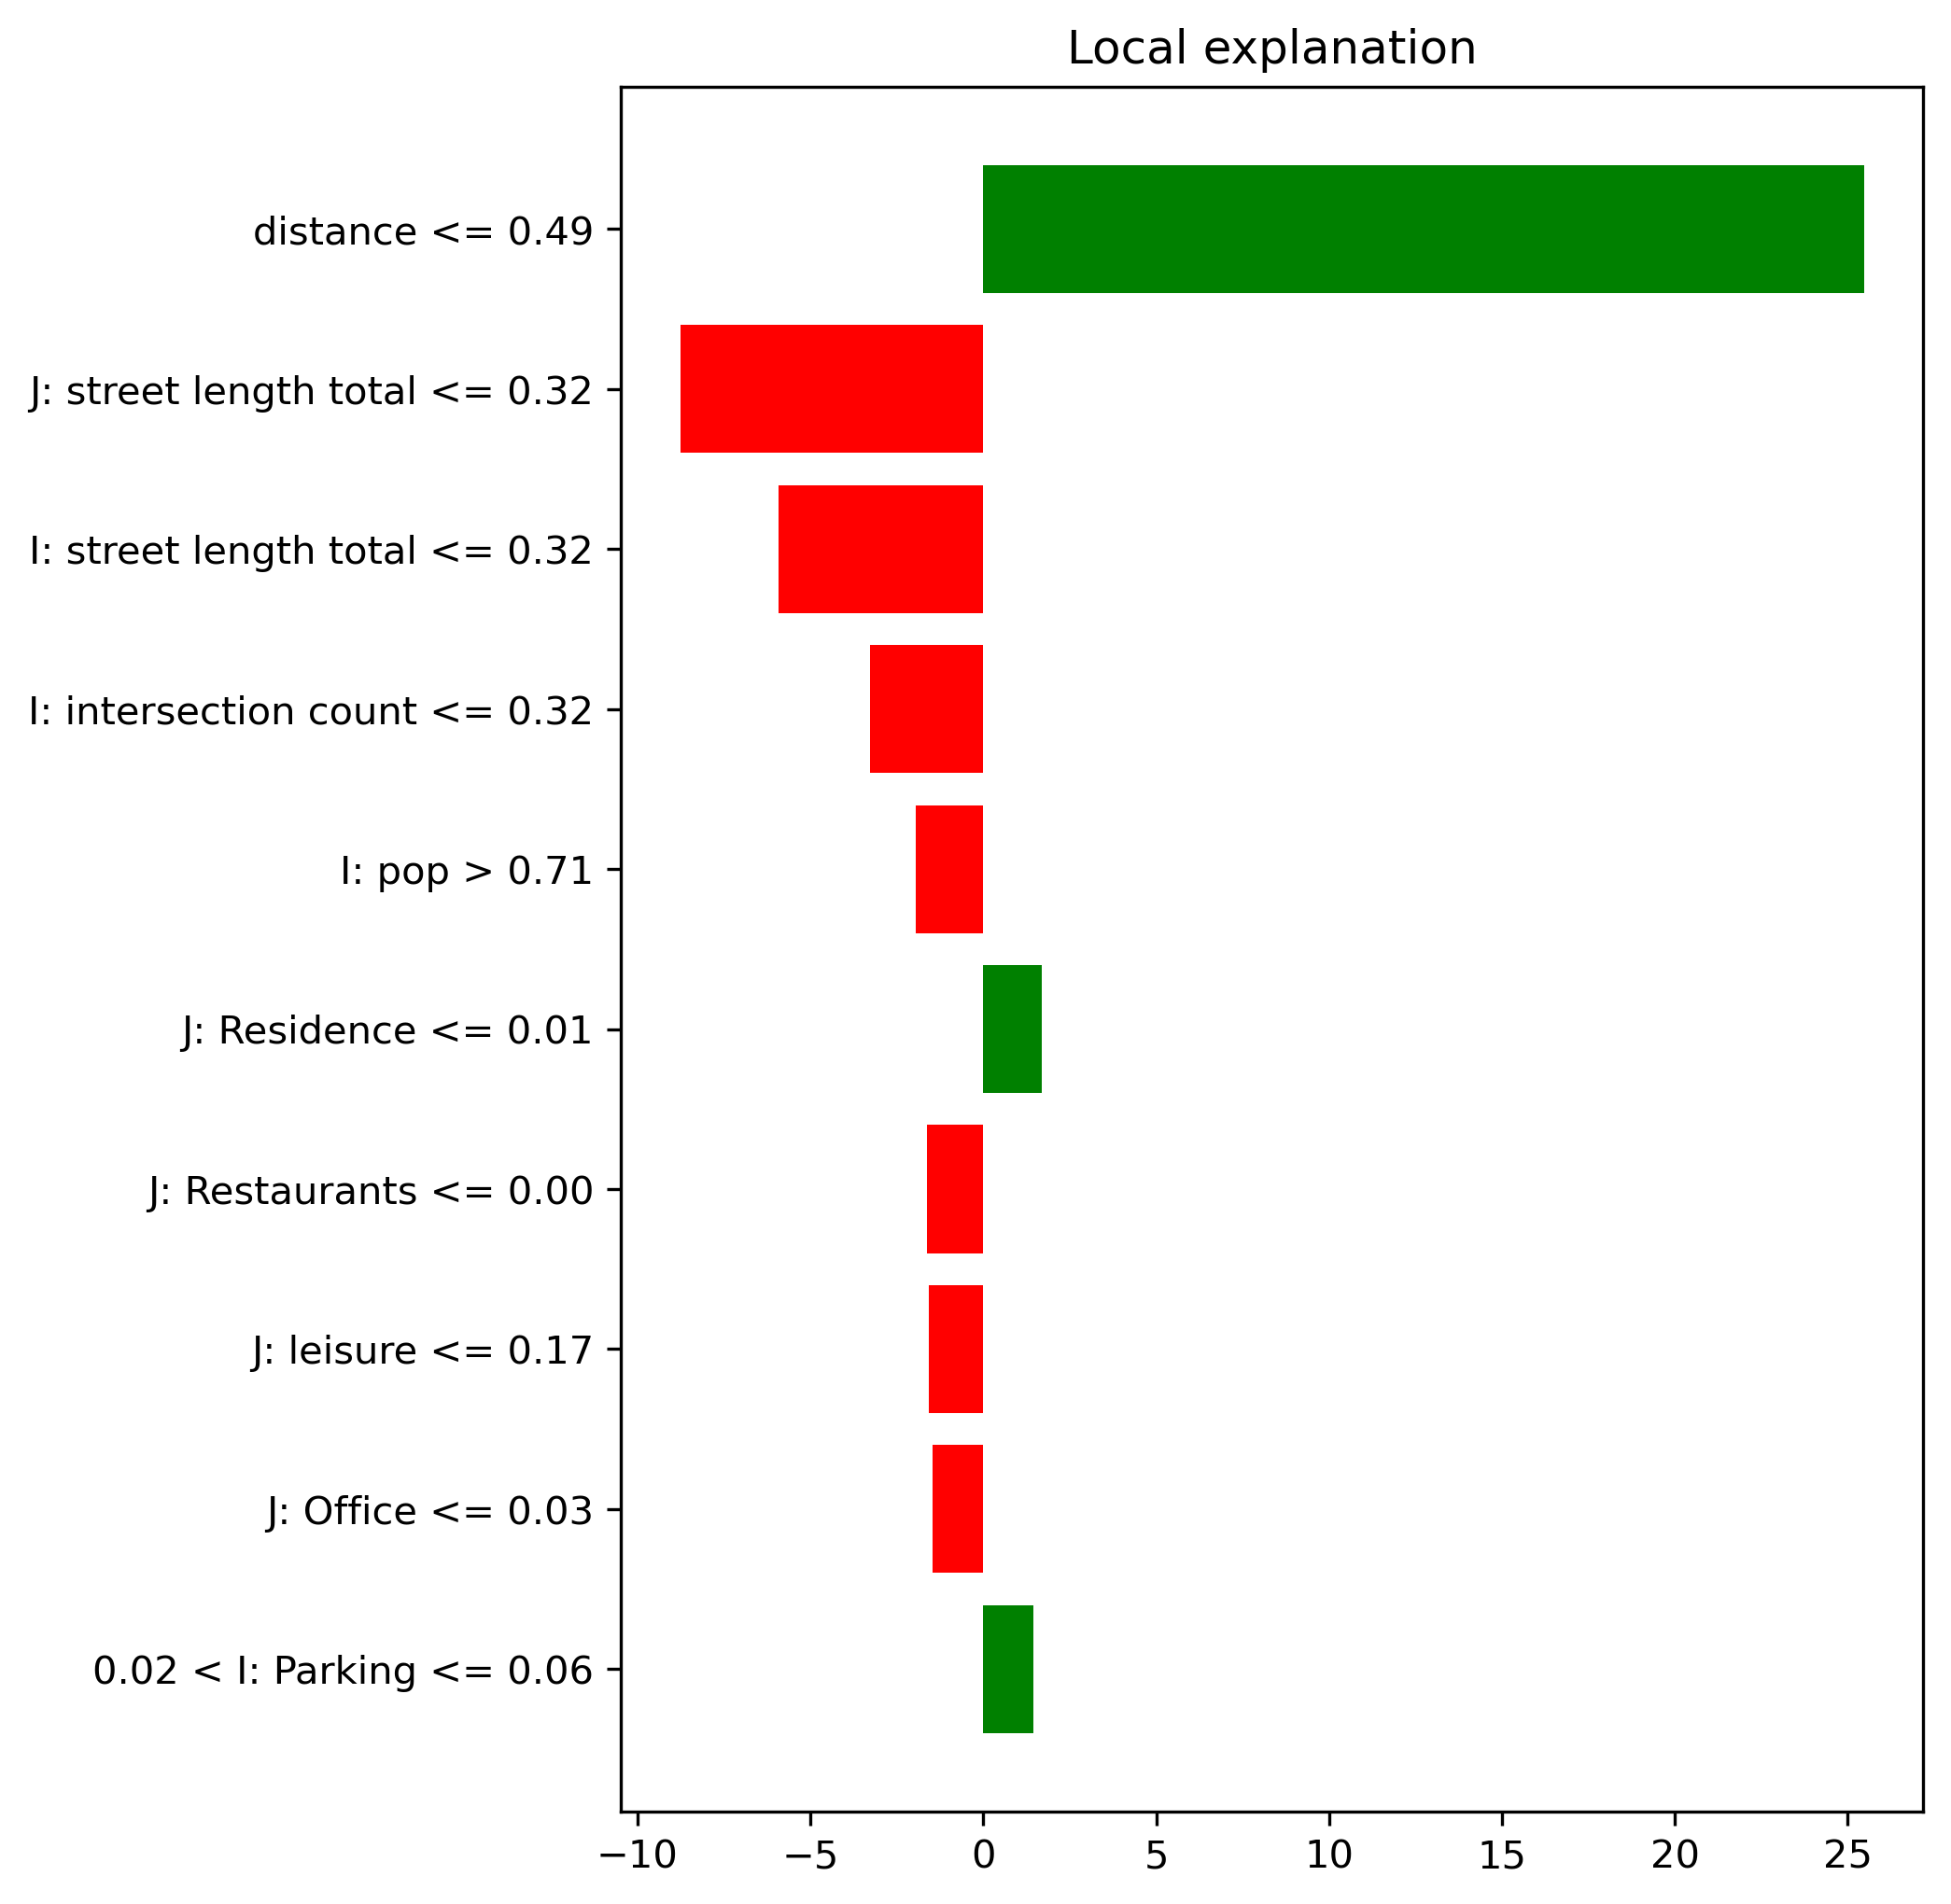 Local explanation
distance <= 0.49
J: street length total <= 0.32
I: street length total <= 0.32
I: intersection count <= 0.32
I: pop > 0.71
J: Residence <= 0.01
J: Restaurants <= 0.00
J: leisure <= 0.17
J: Office <= 0.03
0.02 < I: Parking <= 0.06
−10 −5 0 5 10 15 20 25